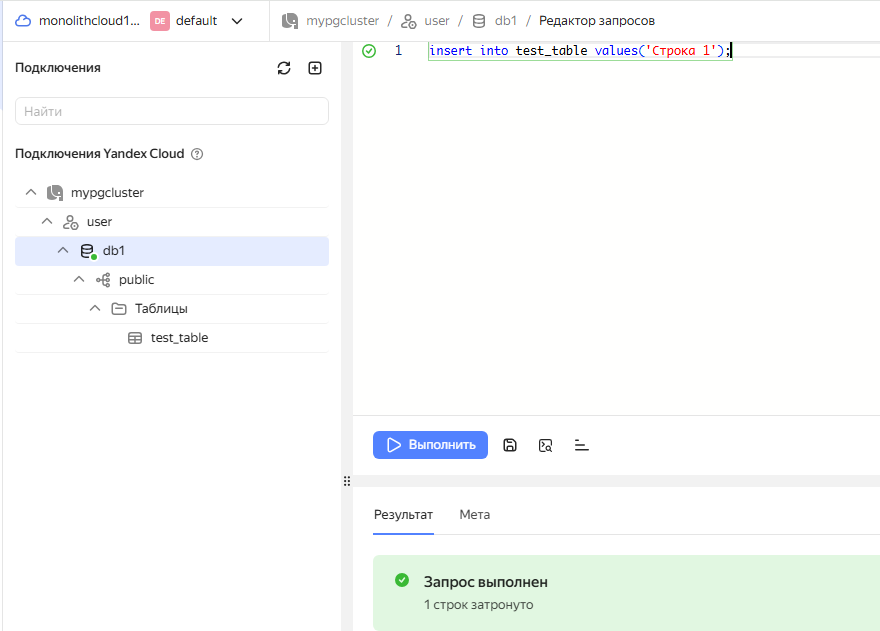 monolithcloud1... DE default
mypgcluster / user / db1 / Редактор запросов
Подключения
Найти
Подключения Yandex Cloud
mypgcluster
user
db1
public
Таблицы
test_table
1 insert into test_table values('Строка 1');
Выполнить
Результат Мета
Запрос выполнен
1 строк затронуто